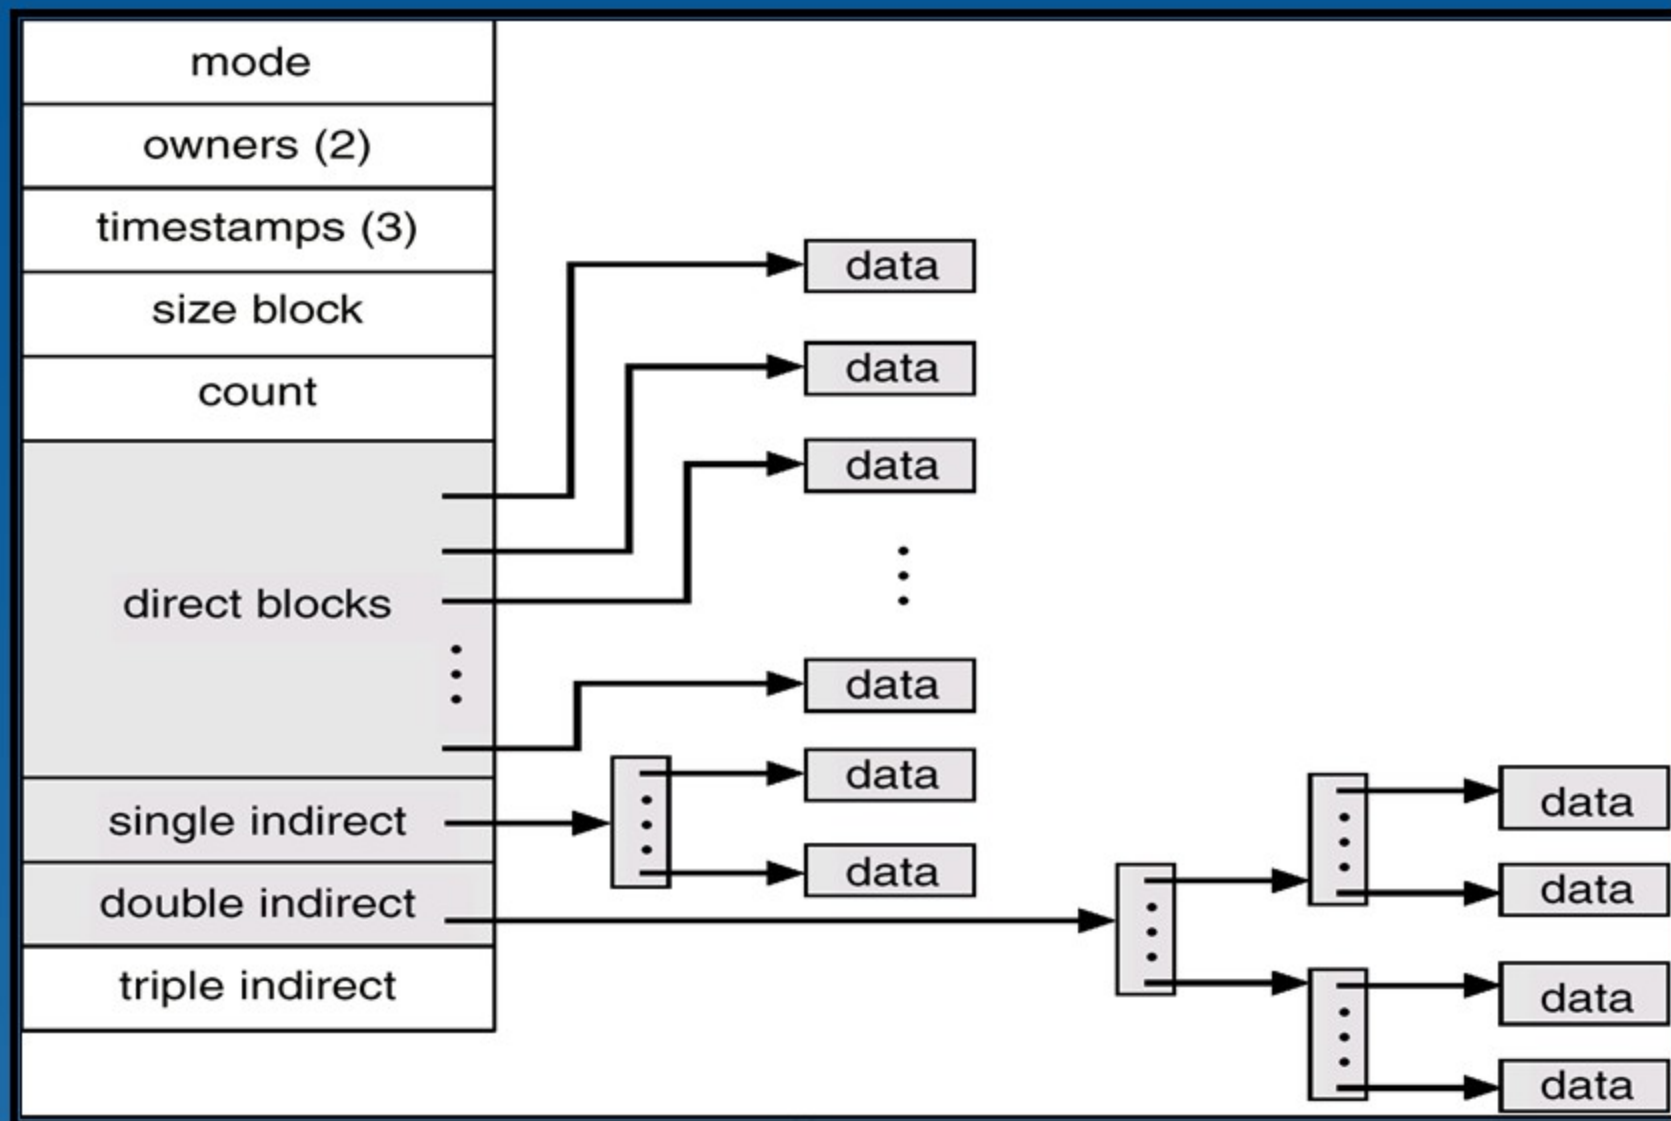 mode
owners (2)
timestamps (3)
size block
count
direct blocks
single indirect
double indirect
triple indirect
data
data
data
data
data
data
data
data
data
data